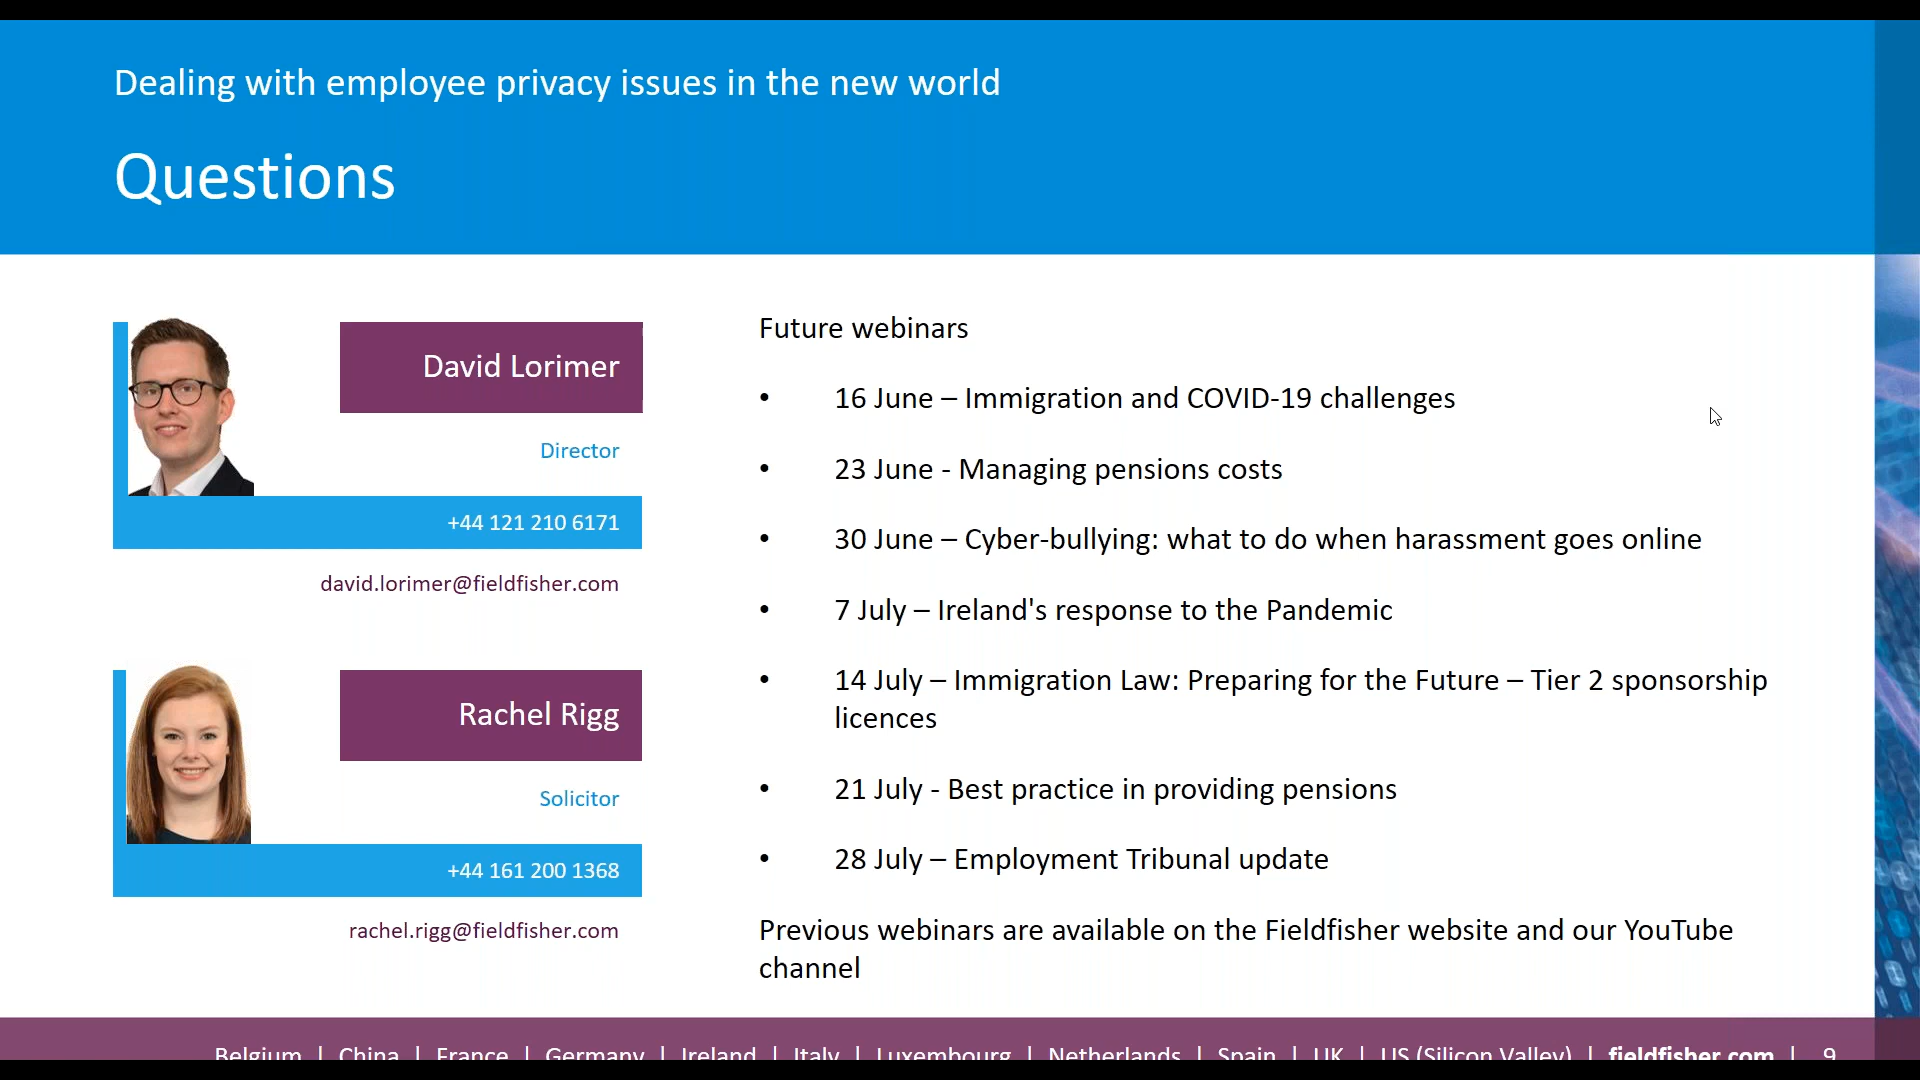 Dealing with employee privacy issues in the new world
Questions
David Lorimer
Director
+44 121 210 6171
david.lorimer@fieldfisher.com
Rachel Rigg
Solicitor
+44 161 200 1368
rachel.rigg@fieldfisher.com
Future webinars
• 16 June – Immigration and COVID-19 challenges
• 23 June - Managing pensions costs
• 30 June – Cyber-bullying: what to do when harassment goes online
• 7 July – Ireland's response to the Pandemic
• 14 July – Immigration Law: Preparing for the Future – Tier 2 sponsorship
licences
• 21 July - Best practice in providing pensions
• 28 July – Employment Tribunal update
Previous webinars are available on the Fieldfisher website and our YouTube
channel
Belgium | China | France | Germany | Ireland | Italy | Luxembourg | Netherlands | Spain | UK | US (Silicon Valley) | fieldfisher.com | 9